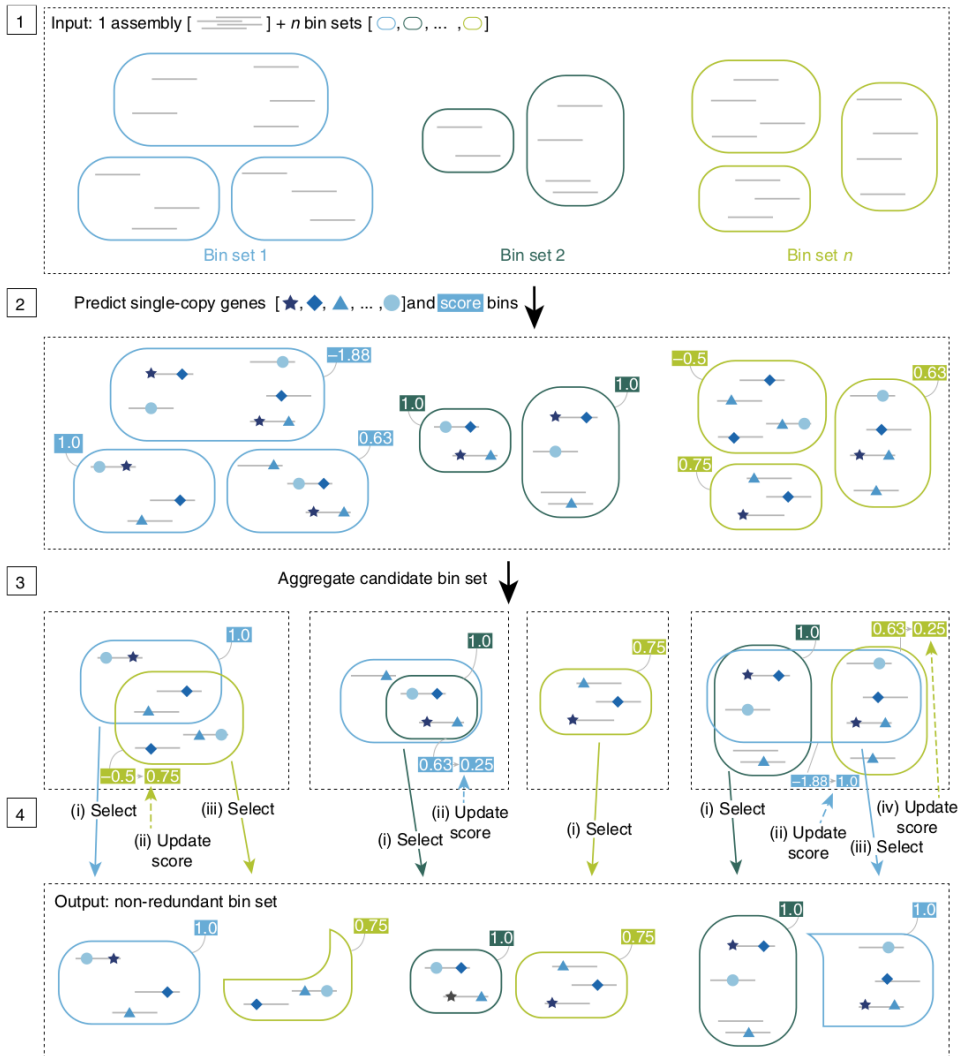 1
Input: 1 assembly [ ] + n bin sets [ , , ... , ]
Bin set 1
Bin set 2
Bin set n
2
Predict single-copy genes [ , , , ... , ]and score bins
−1.88
1.0
0.63
1.0
1.0
−0.5
0.63
0.75
3
Aggregate candidate bin set
1.0
−0.5 0.75
1.0
0.63 0.25
0.75
1.0
0.63 0.25
−1.88 1.0
4
(i) Select
(ii) Update
score
(iii) Select
(i) Select
(ii) Update
score
(i) Select
(i) Select
(ii) Update
score
(iii) Select
(iv) Update
score
Output: non-redundant bin set
1.0
0.75
1.0
0.75
1.0
1.0